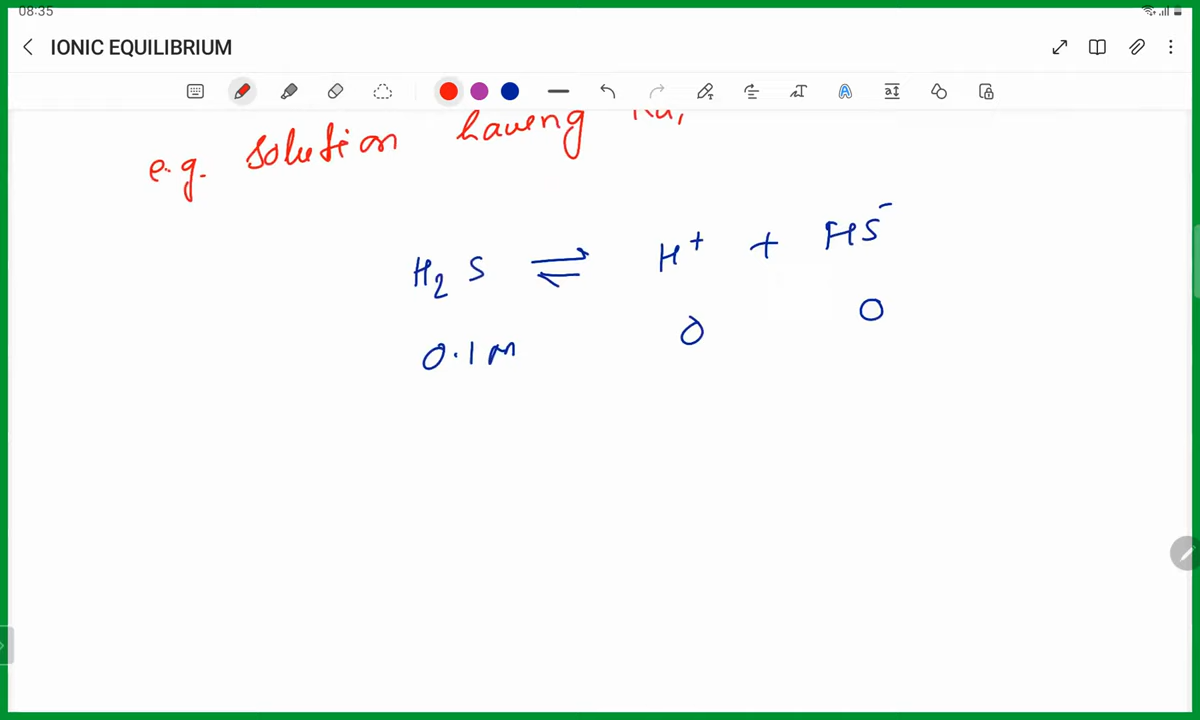 08:35
IONIC EQUILIBRIUM
e.g. solution having
H₂S ⇌ H⁺ + HS⁻
0.1M 0 0